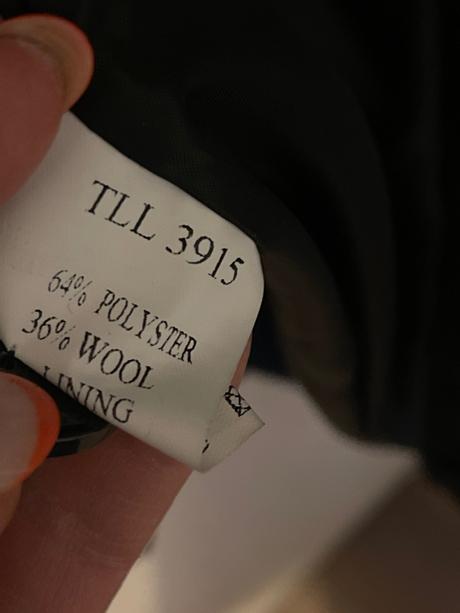 TLL 3915
64% POLYSTER
36% WOOL
LINING